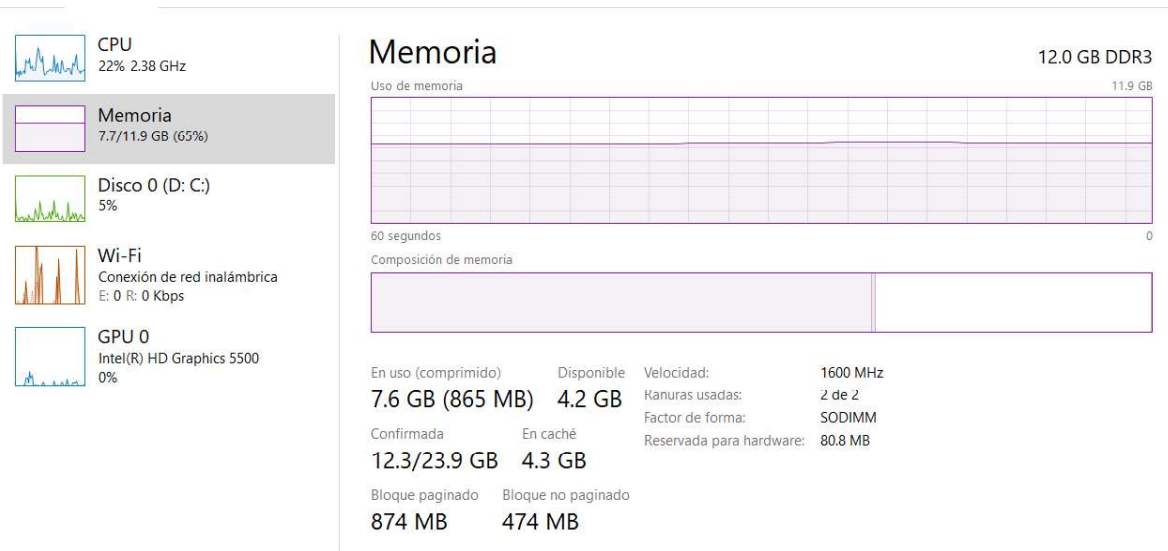 CPU
22% 2.38 GHz
Memoria
7.7/11.9 GB (65%)
Disco 0 (D: C:)
5%
Wi-Fi
Conexión de red inalámbrica
E: 0 R: 0 Kbps
GPU 0
Intel(R) HD Graphics 5500
0%
Memoria
12.0 GB DDR3
Uso de memoria
11.9 GB
60 segundos
0
Composición de memoria
En uso (comprimido)
7.6 GB (865 MB)
Disponible
4.2 GB
Confirmada
12.3/23.9 GB
En caché
4.3 GB
Bloque paginado
874 MB
Bloque no paginado
474 MB
Velocidad: 1600 MHz
Ranuras usadas: 2 de 2
Factor de forma: SODIMM
Reservada para hardware: 80.8 MB